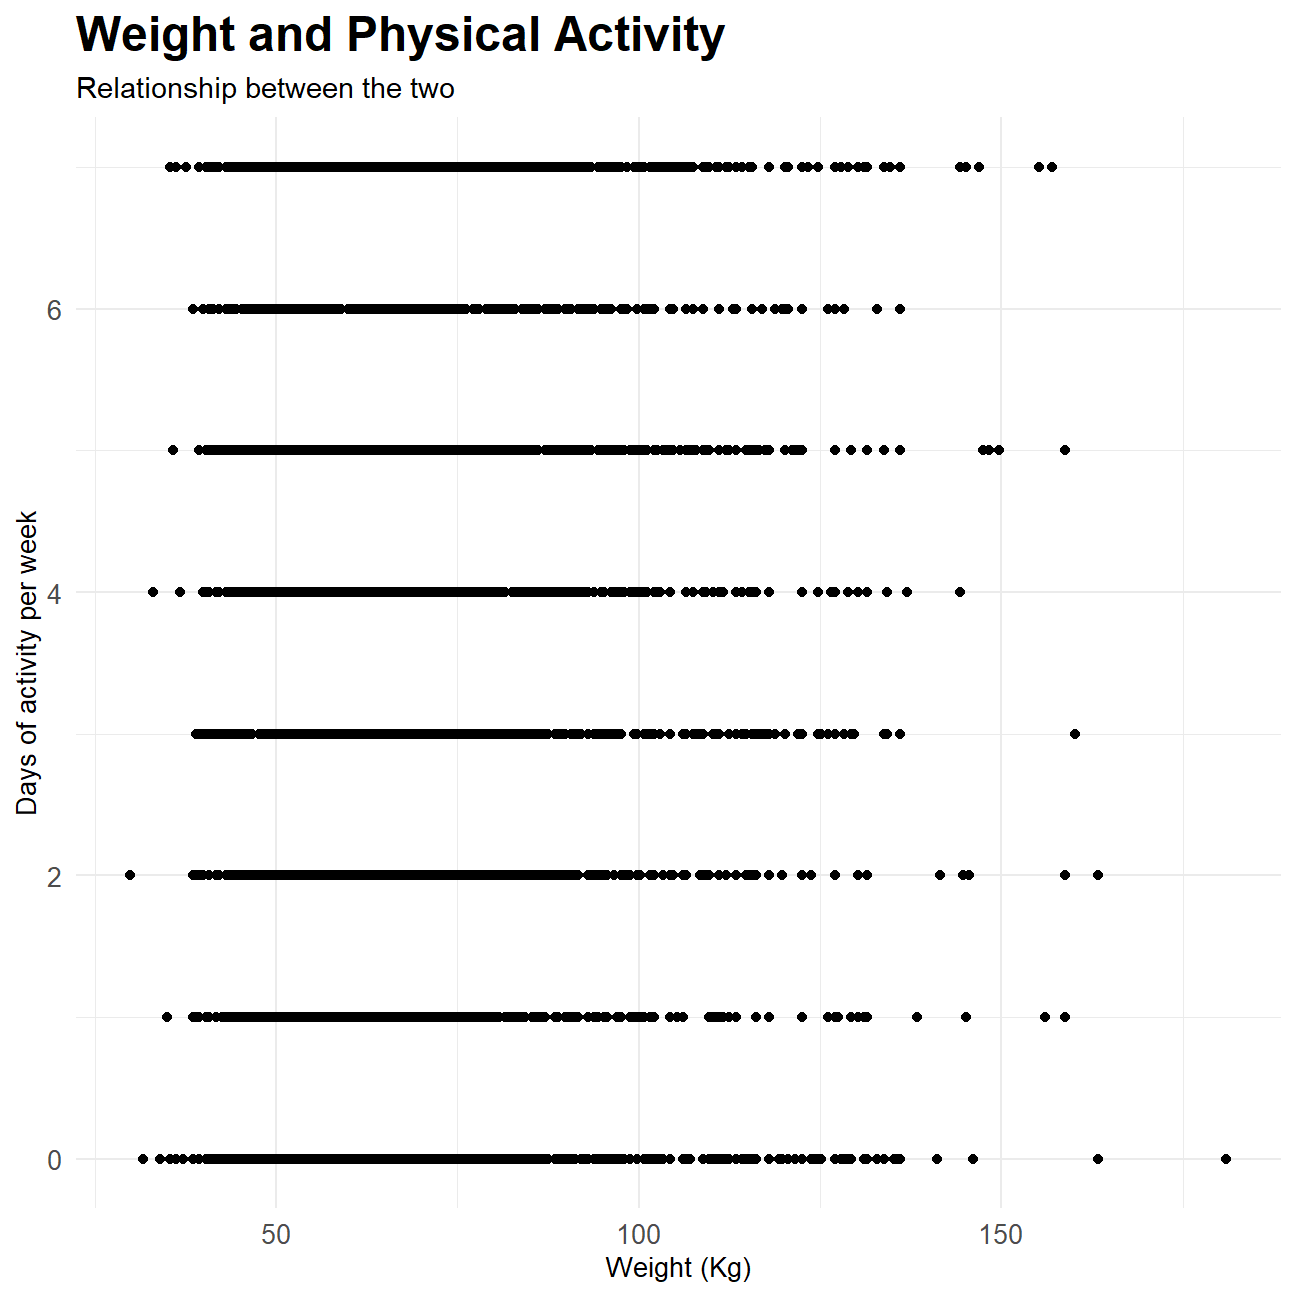 Weight and Physical Activity
Relationship between the two
Days of activity per week
6
4
2
0
50
100
150
Weight (Kg)